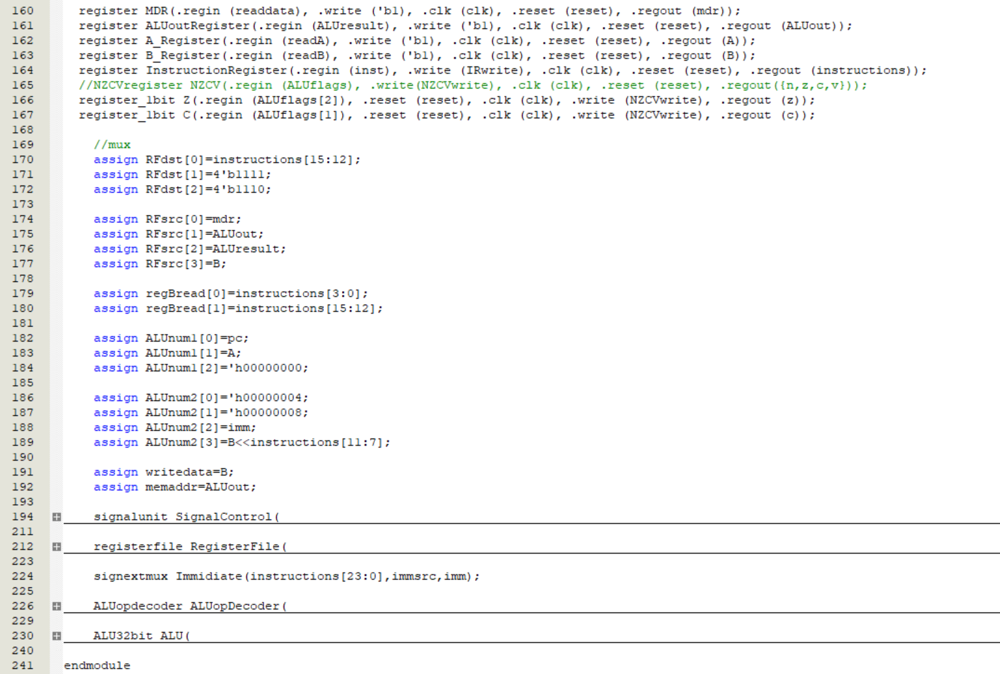 160 register MDR(.regin (readdata), .write ('b1), .clk (clk), .reset (reset), .regout (mdr));
161 register ALUoutRegister(.regin (ALUresult), .write ('b1), .clk (clk), .reset (reset), .regout (ALUout));
162 register A_Register(.regin (readA), .write ('b1), .clk (clk), .reset (reset), .regout (A));
163 register B_Register(.regin (readB), .write ('b1), .clk (clk), .reset (reset), .regout (B));
164 register InstructionRegister(.regin (inst), .write (IRwrite), .clk (clk), .reset (reset), .regout (instructions));
165 //NZCVregister NZCV(.regin (ALUflags), .write(NZCVwrite), .clk (clk), .reset (reset), .regout({n,z,c,v}));
166 register_1bit Z(.regin (ALUflags[2]), .reset (reset), .clk (clk), .write (NZCVwrite), .regout (z));
167 register_1bit C(.regin (ALUflags[1]), .reset (reset), .clk (clk), .write (NZCVwrite), .regout (c));
168
169 //mux
170 assign RFdst[0]=instructions[15:12];
171 assign RFdst[1]=4'b1111;
172 assign RFdst[2]=4'b1110;
173
174 assign RFsrc[0]=mdr;
175 assign RFsrc[1]=ALUout;
176 assign RFsrc[2]=ALUresult;
177 assign RFsrc[3]=B;
178
179 assign regBread[0]=instructions[3:0];
180 assign regBread[1]=instructions[15:12];
181
182 assign ALUnum1[0]=pc;
183 assign ALUnum1[1]=A;
184 assign ALUnum1[2]='h00000000;
185
186 assign ALUnum2[0]='h00000004;
187 assign ALUnum2[1]='h00000008;
188 assign ALUnum2[2]=imm;
189 assign ALUnum2[3]=B<<instructions[11:7];
190
191 assign writedata=B;
192 assign memaddr=ALUout;
193
194 signalunit SignalControl(
211
212 registerfile RegisterFile(
223
224 signextmux Immidiate(instructions[23:0],immsrc,imm);
225
226 ALUopdecoder ALUopDecoder(
229
230 ALU32bit ALU(
240
241 endmodule